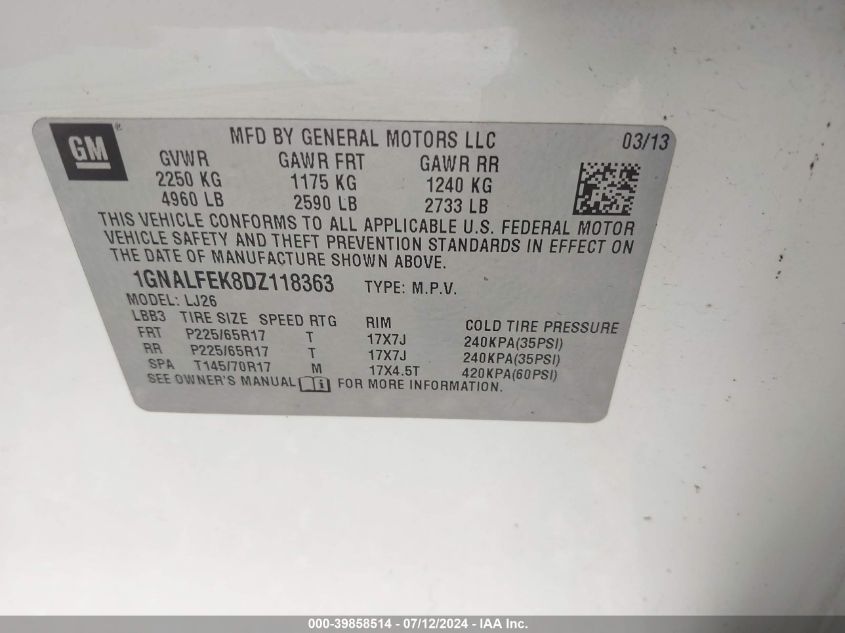 GM®
MFD BY GENERAL MOTORS LLC 03/13
GVWR GAWR FRT GAWR RR
2250 KG 1175 KG 1240 KG
4960 LB 2590 LB 2733 LB
THIS VEHICLE CONFORMS TO ALL APPLICABLE U.S. FEDERAL MOTOR
VEHICLE SAFETY AND THEFT PREVENTION STANDARDS IN EFFECT ON
THE DATE OF MANUFACTURE SHOWN ABOVE.
1GNALFEK8DZ118363 TYPE: M.P.V.
MODEL: LJ26
LBB3 TIRE SIZE SPEED RTG RIM COLD TIRE PRESSURE
FRT P225/65R17 T 17X7J 240KPA(35PSI)
RR P225/65R17 T 17X7J 240KPA(35PSI)
SPA T145/70R17 M 17X4.5T 420KPA(60PSI)
SEE OWNER'S MANUAL i FOR MORE INFORMATION.
000-39858514 - 07/12/2024 - IAA Inc.